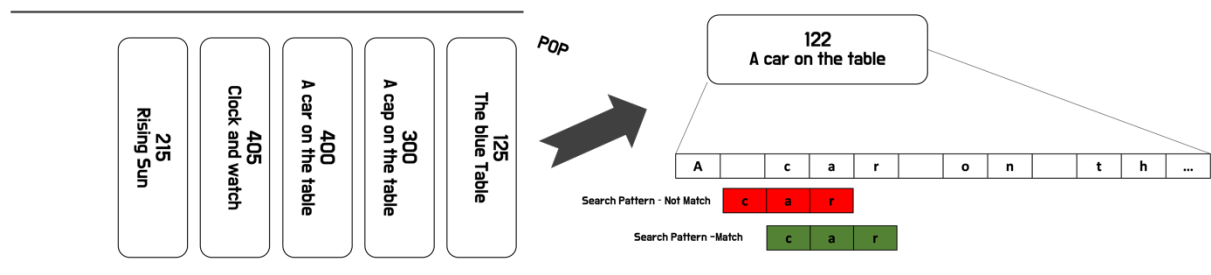 215
Rising Sun
405
Clock and watch
400
A car on the table
300
A cap on the table
125
The blue Table
POP
122
A car on the table
A c a r o n t h ...
Search Pattern - Not Match c a r
Search Pattern –Match c a r